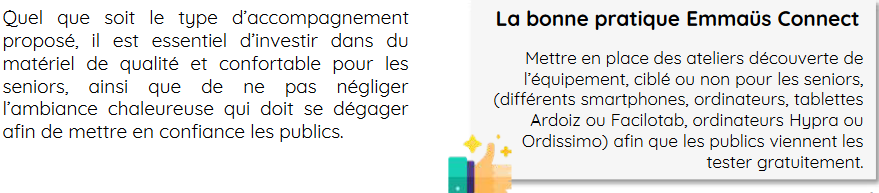 Quel que soit le type d’accompagnement
proposé, il est essentiel d’investir dans du
matériel de qualité et confortable pour les
seniors, ainsi que de ne pas négliger
l’ambiance chaleureuse qui doit se dégager
afin de mettre en confiance les publics.
La bonne pratique Emmaüs Connect
Mettre en place des ateliers découverte de
l’équipement, ciblé ou non pour les seniors,
(différents smartphones, ordinateurs, tablettes
Ardoiz ou Facilotab, ordinateurs Hypra ou
Ordissimo) afin que les publics viennent les
tester gratuitement.